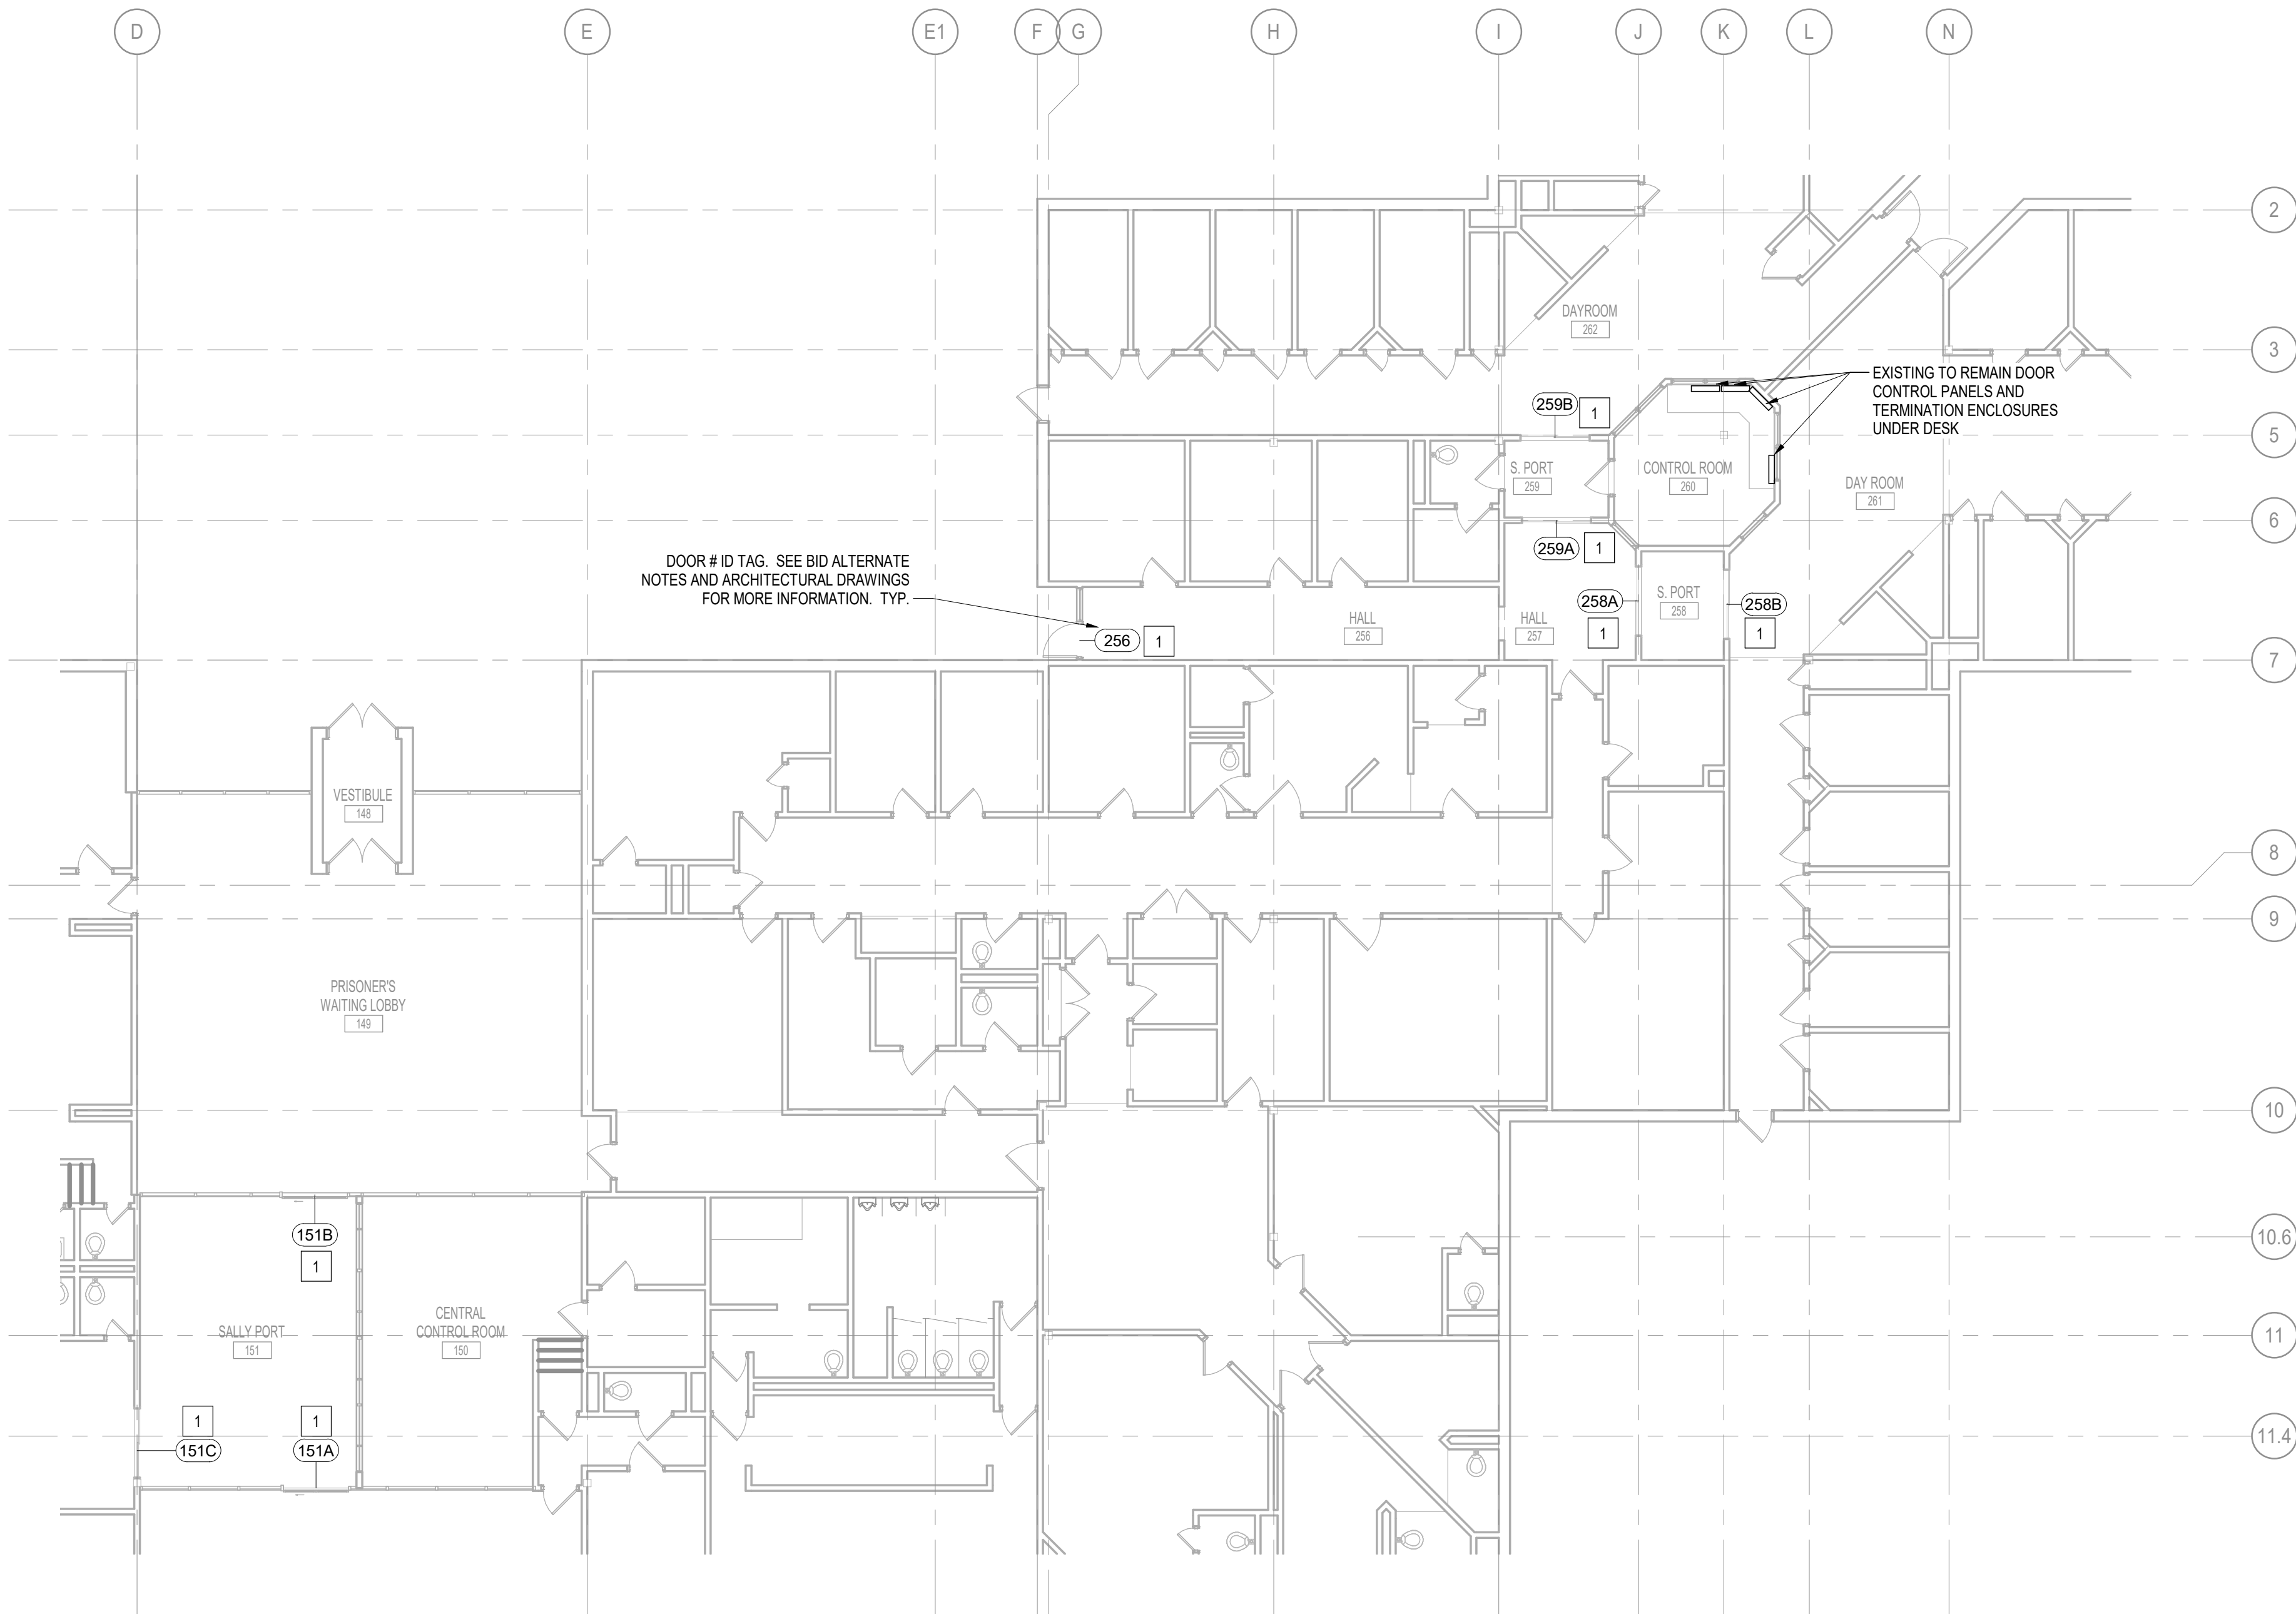 D
E
E1
F
G
H
I
J
K
L
N
2
DAYROOM
262
3
EXISTING TO REMAIN DOOR
CONTROL PANELS AND
TERMINATION ENCLOSURES
UNDER DESK
259B
1
5
S. PORT
259
CONTROL ROOM
260
DAY ROOM
261
6
259A
1
DOOR # ID TAG. SEE BID ALTERNATE
NOTES AND ARCHITECTURAL DRAWINGS
FOR MORE INFORMATION. TYP.
256
1
HALL
256
HALL
257
258A
1
S. PORT
258
258B
1
7
VESTIBULE
148
8
9
PRISONER'S
WAITING LOBBY
149
10
151B
1
10.6
SALLY PORT
151
CENTRAL
CONTROL ROOM
150
11
1
151C
1
151A
11.4